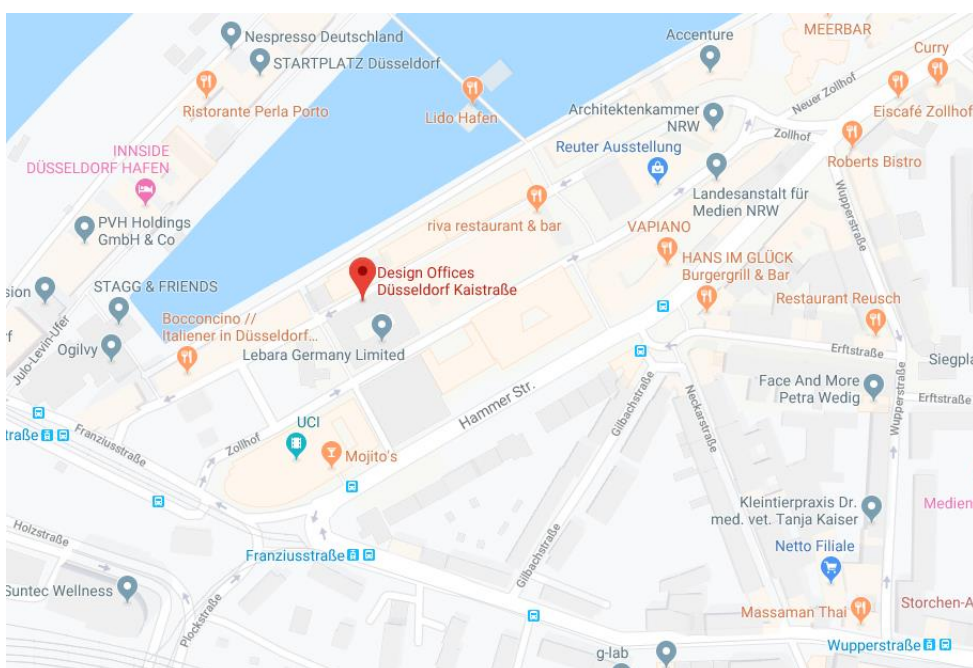 Nespresso Deutschland
STARTPLATZ Düsseldorf
Accenture
MEERBAR
Curry
Ristorante Perla Porto
Lido Hafen
Architektenkammer
NRW
Neuer Zollhof
Zollhof
Eiscafé Zollhof
Reuter Ausstellung
Roberts Bistro
INNSIDE
DÜSSELDORF HAFEN
Landesanstalt für
Medien NRW
Wupperstraße
PVH Holdings
GmbH & Co
riva restaurant & bar
VAPIANO
HANS IM GLÜCK
Burgergrill & Bar
Design Offices
Düsseldorf Kaistraße
sion
STAGG & FRIENDS
Restaurant Reusch
Bocconcino //
Italiener in Düsseldorf...
f
Julo-Levin-Ufer
Ogilvy
Lebara Germany Limited
Erftstraße
Siegpla
Face And More
Petra Wedig
Erftstraße
Hammer Str.
Gilbachstraße
Neckarstraße
Wupperstraße
UCI
Mojito's
traße
Franziusstraße
Zollhof
Kleintierpraxis Dr.
med. vet. Tanja Kaiser
Medien
Holzstraße
Franziusstraße
Netto Filiale
Gilbachstraße
Suntec Wellness
Plockstraße
Massaman Thai
Storchen-A
g-lab
Wupperstraße